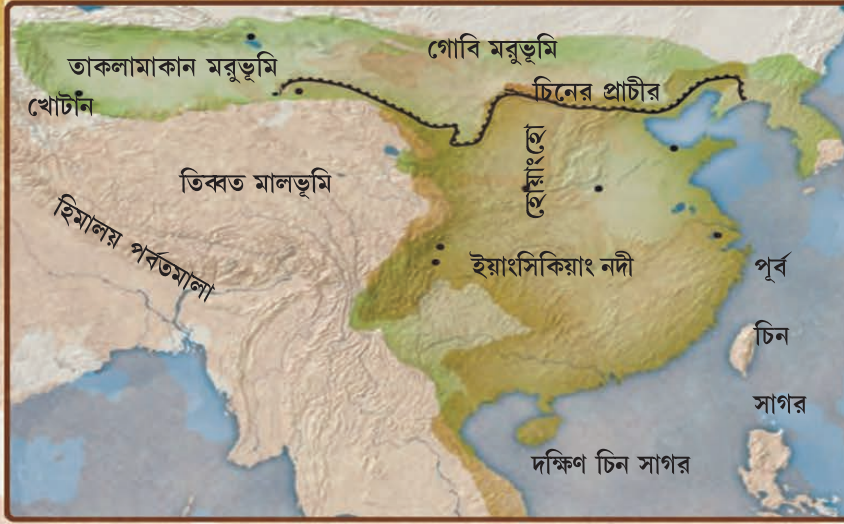 গোবি মরুভূমি
তাকলামাকান মরুভূমি
চিনের প্রাচীর
খোটান
হোয়াংহো
তিব্বত মালভূমি
হিমালয় পর্বতমালা
ইয়াংসিকিয়াং নদী
পূর্ব
চিন
সাগর
দক্ষিণ চিন সাগর